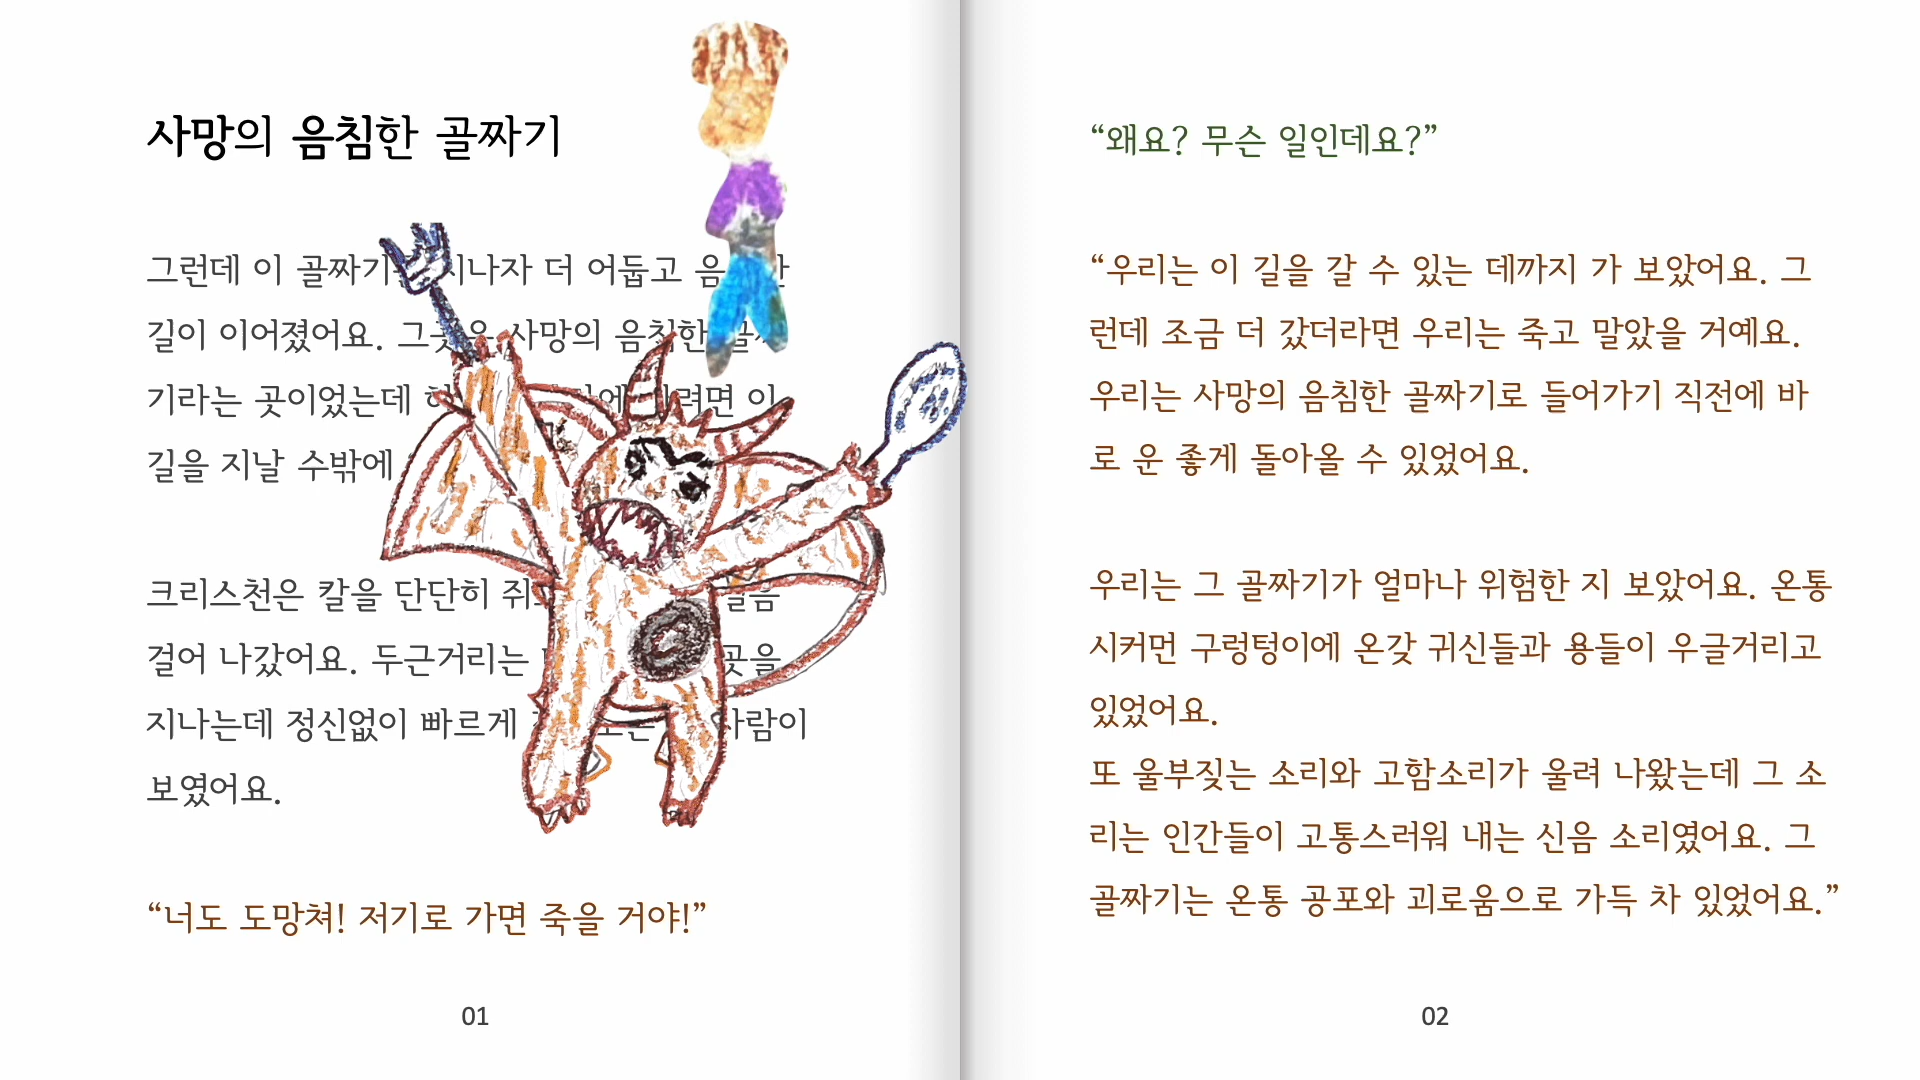 사망의 음침한 골짜기
그런데 이 골짜기 지나자 더 어둡고
길이 이어졌어요. 그곳은 사망의 음침한
기라는 곳이었는데 려면 이
길을 지날 수밖에
크리스천은 칼을 단단히
걸어 나갔어요. 두근거리는
지나는데 정신없이 빠르게 사람이
보였어요.
“너도 도망쳐! 저기로 가면 죽을 거야!”
01
“왜요? 무슨 일인데요?”
“우리는 이 길을 갈 수 있는 데까지 가 보았어요. 그
런데 조금 더 갔더라면 우리는 죽고 말았을 거예요.
우리는 사망의 음침한 골짜기로 들어가기 직전에 바
로 운 좋게 돌아올 수 있었어요.
우리는 그 골짜기가 얼마나 위험한 지 보았어요. 온통
시커먼 구렁텅이에 온갖 귀신들과 용들이 우글거리고
있었어요.
또 울부짖는 소리와 고함소리가 울려 나왔는데 그 소
리는 인간들이 고통스러워 내는 신음 소리였어요. 그
골짜기는 온통 공포와 괴로움으로 가득 차 있었어요.”
02